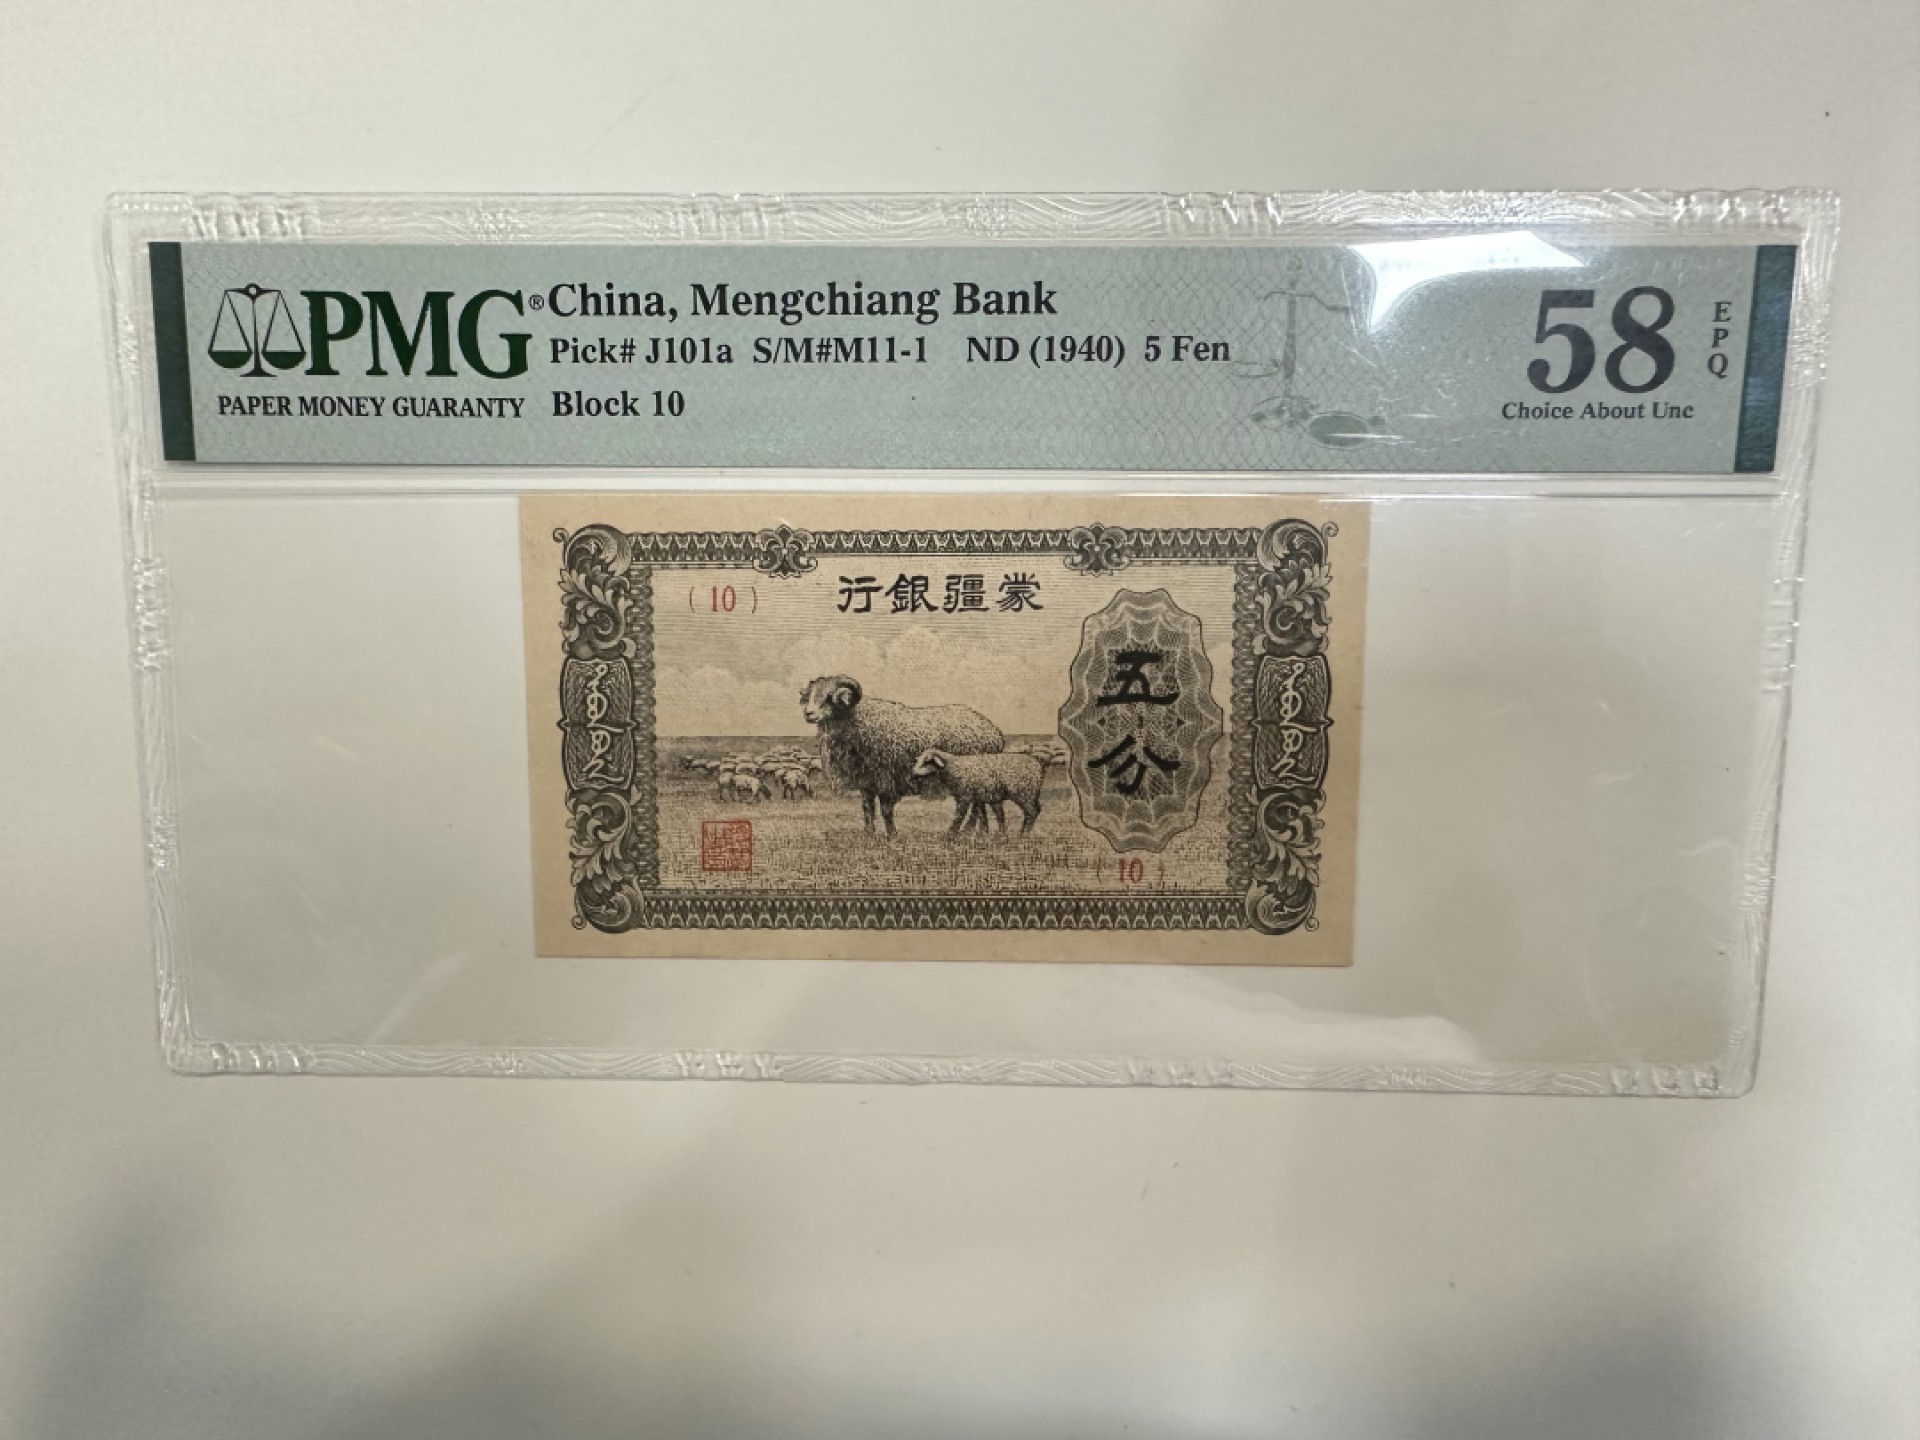 PMG®
PAPER MONEY GUARANTY
China, Mengchiang Bank
Pick# J101a S/M#M11-1 ND (1940) 5 Fen
Block 10
58
EPQ
Choice About Unc
( 10 )
行銀疆蒙
五分
( 10 )